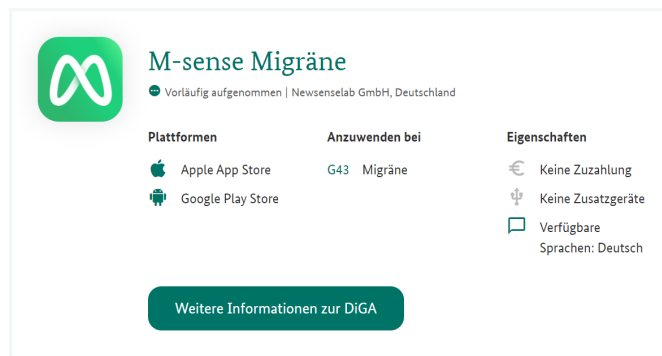 M-sense Migräne
Vorläufig aufgenommen | Newsenselab GmbH, Deutschland
Plattformen
Apple App Store
Google Play Store
Anzuwenden bei
G43 Migräne
Eigenschaften
Keine Zuzahlung
Keine Zusatzgeräte
Verfügbare
Sprachen: Deutsch
Weitere Informationen zur DiGA